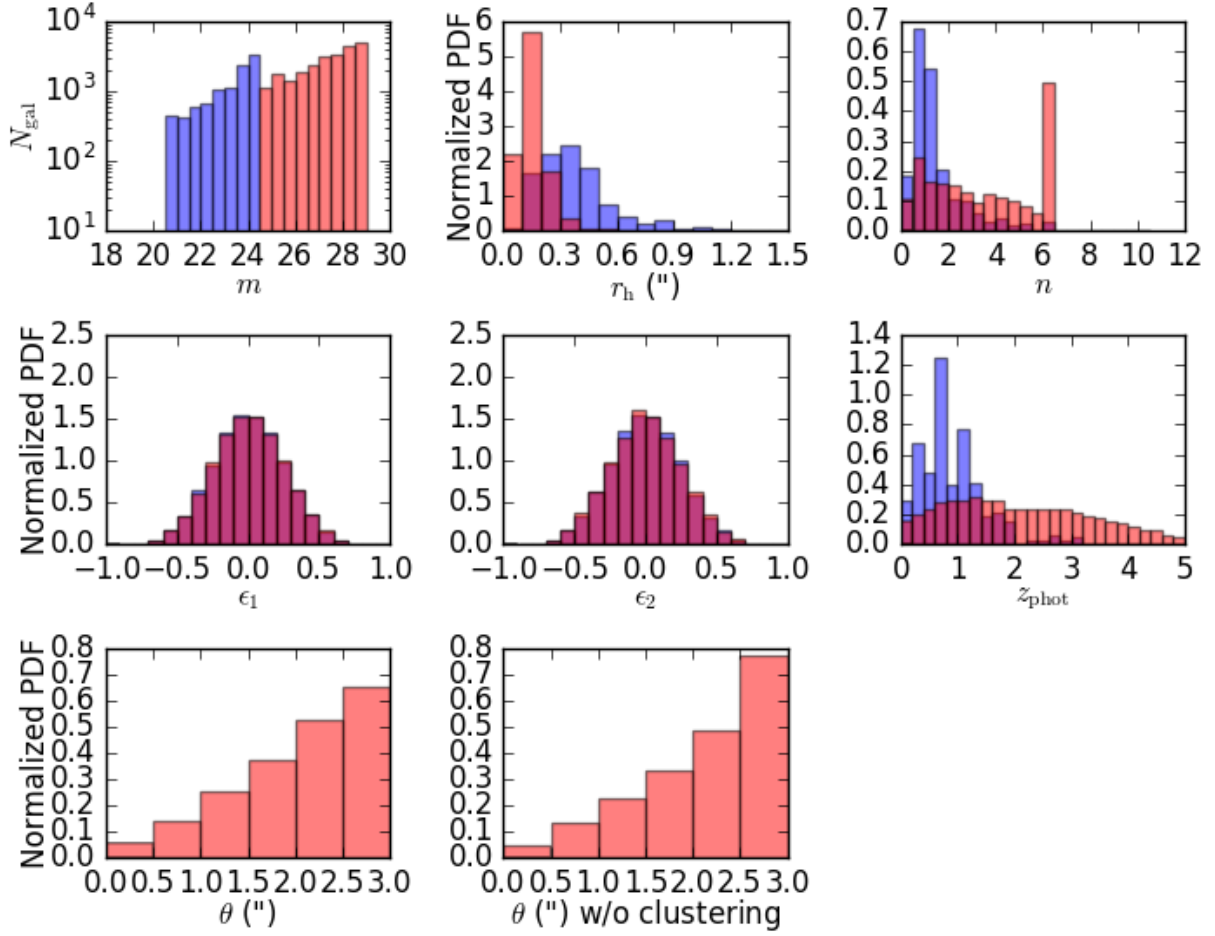 10⁴
10³
10²
10¹
N_gal
18 20 22 24 26 28 30
m
6
5
4
3
2
1
0
Normalized PDF
0.0 0.3 0.6 0.9 1.2 1.5
r_h (")
0.7
0.6
0.5
0.4
0.3
0.2
0.1
0.0
0 2 4 6 8 10 12
n
2.5
2.0
1.5
1.0
0.5
0.0
Normalized PDF
−1.0 −0.5 0.0 0.5 1.0
ϵ₁
2.5
2.0
1.5
1.0
0.5
0.0
−1.0 −0.5 0.0 0.5 1.0
ϵ₂
1.4
1.2
1.0
0.8
0.6
0.4
0.2
0.0
0 1 2 3 4 5
z_phot
0.8
0.7
0.6
0.5
0.4
0.3
0.2
0.1
0.0
Normalized PDF
0.0 0.5 1.0 1.5 2.0 2.5 3.0
θ (")
0.8
0.7
0.6
0.5
0.4
0.3
0.2
0.1
0.0
0.0 0.5 1.0 1.5 2.0 2.5 3.0
θ (") w/o clustering